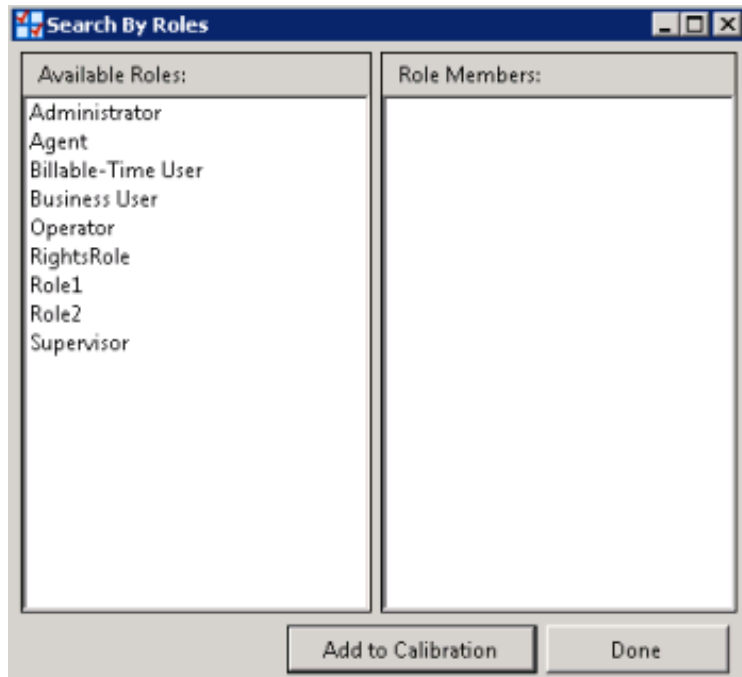 Search By Roles
Available Roles:
Administrator
Agent
Billable-Time User
Business User
Operator
RightsRole
Role1
Role2
Supervisor
Role Members:
Add to Calibration
Done